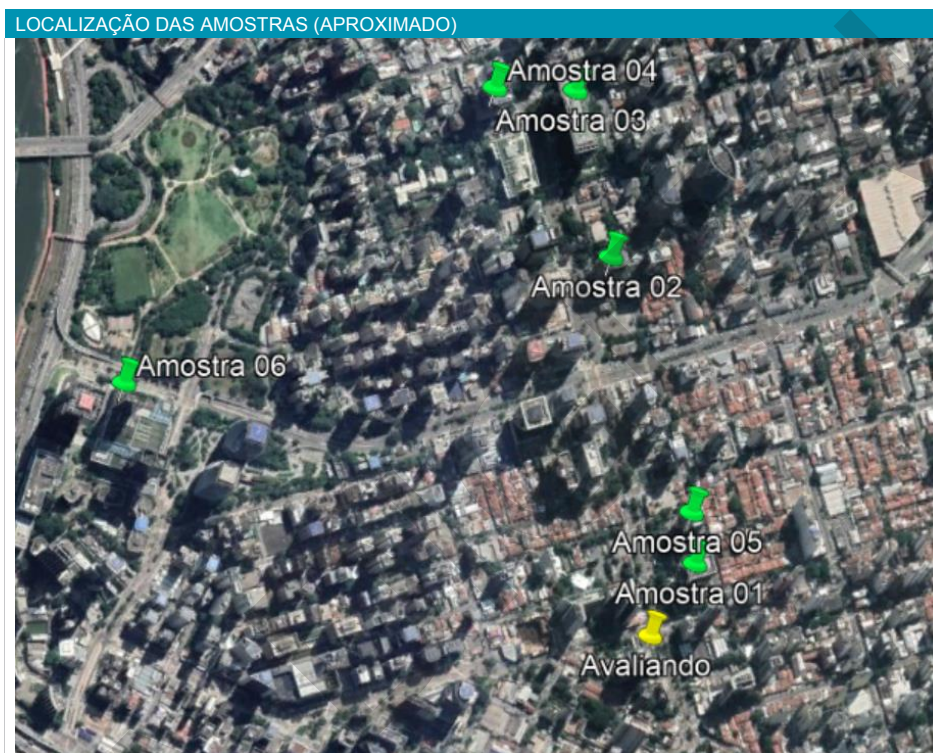 LOCALIZAÇÃO DAS AMOSTRAS (APROXIMADO)
Amostra 04
Amostra 03
Amostra 02
Amostra 06
Amostra 05
Amostra 01
Avaliando